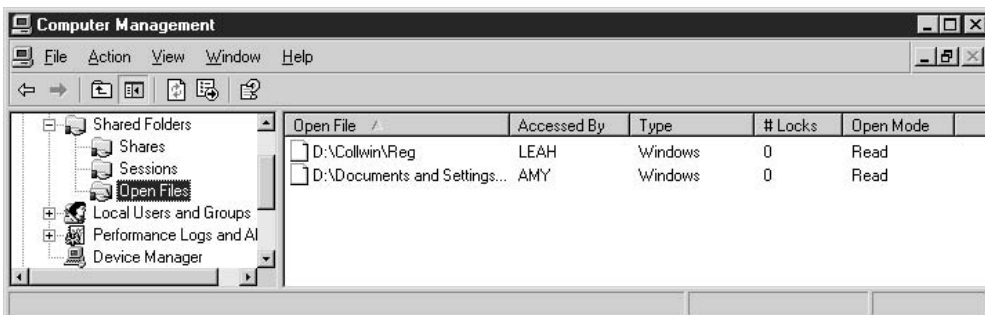 Computer Management
File Action View Window Help
Shared Folders
Shares
Sessions
Open Files
Local Users and Groups
Performance Logs and Al
Device Manager
Open File Accessed By Type # Locks Open Mode
D:\Collwin\Reg LEAH Windows 0 Read
D:\Documents and Settings... AMY Windows 0 Read